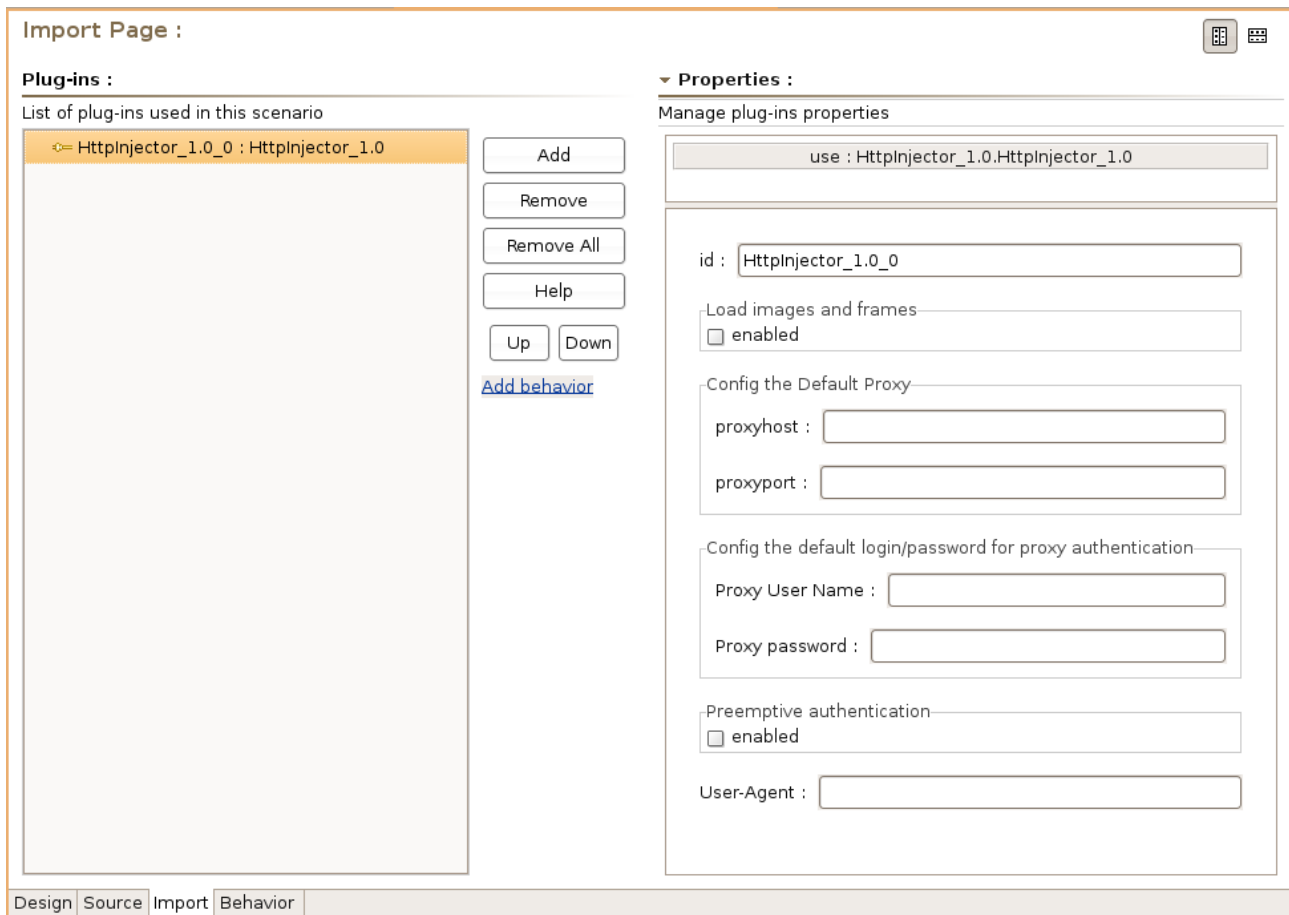 Import Page :
Plug-ins :
List of plug-ins used in this scenario
HttpInjector_1.0_0 : HttpInjector_1.0
Add
Remove
Remove All
Help
Up Down
Add behavior
Properties :
Manage plug-ins properties
use : HttpInjector_1.0.HttpInjector_1.0
id : HttpInjector_1.0_0
Load images and frames
enabled
Config the Default Proxy
proxyhost :
proxyport :
Config the default login/password for proxy authentication
Proxy User Name :
Proxy password :
Preemptive authentication
enabled
User-Agent :
Design Source Import Behavior